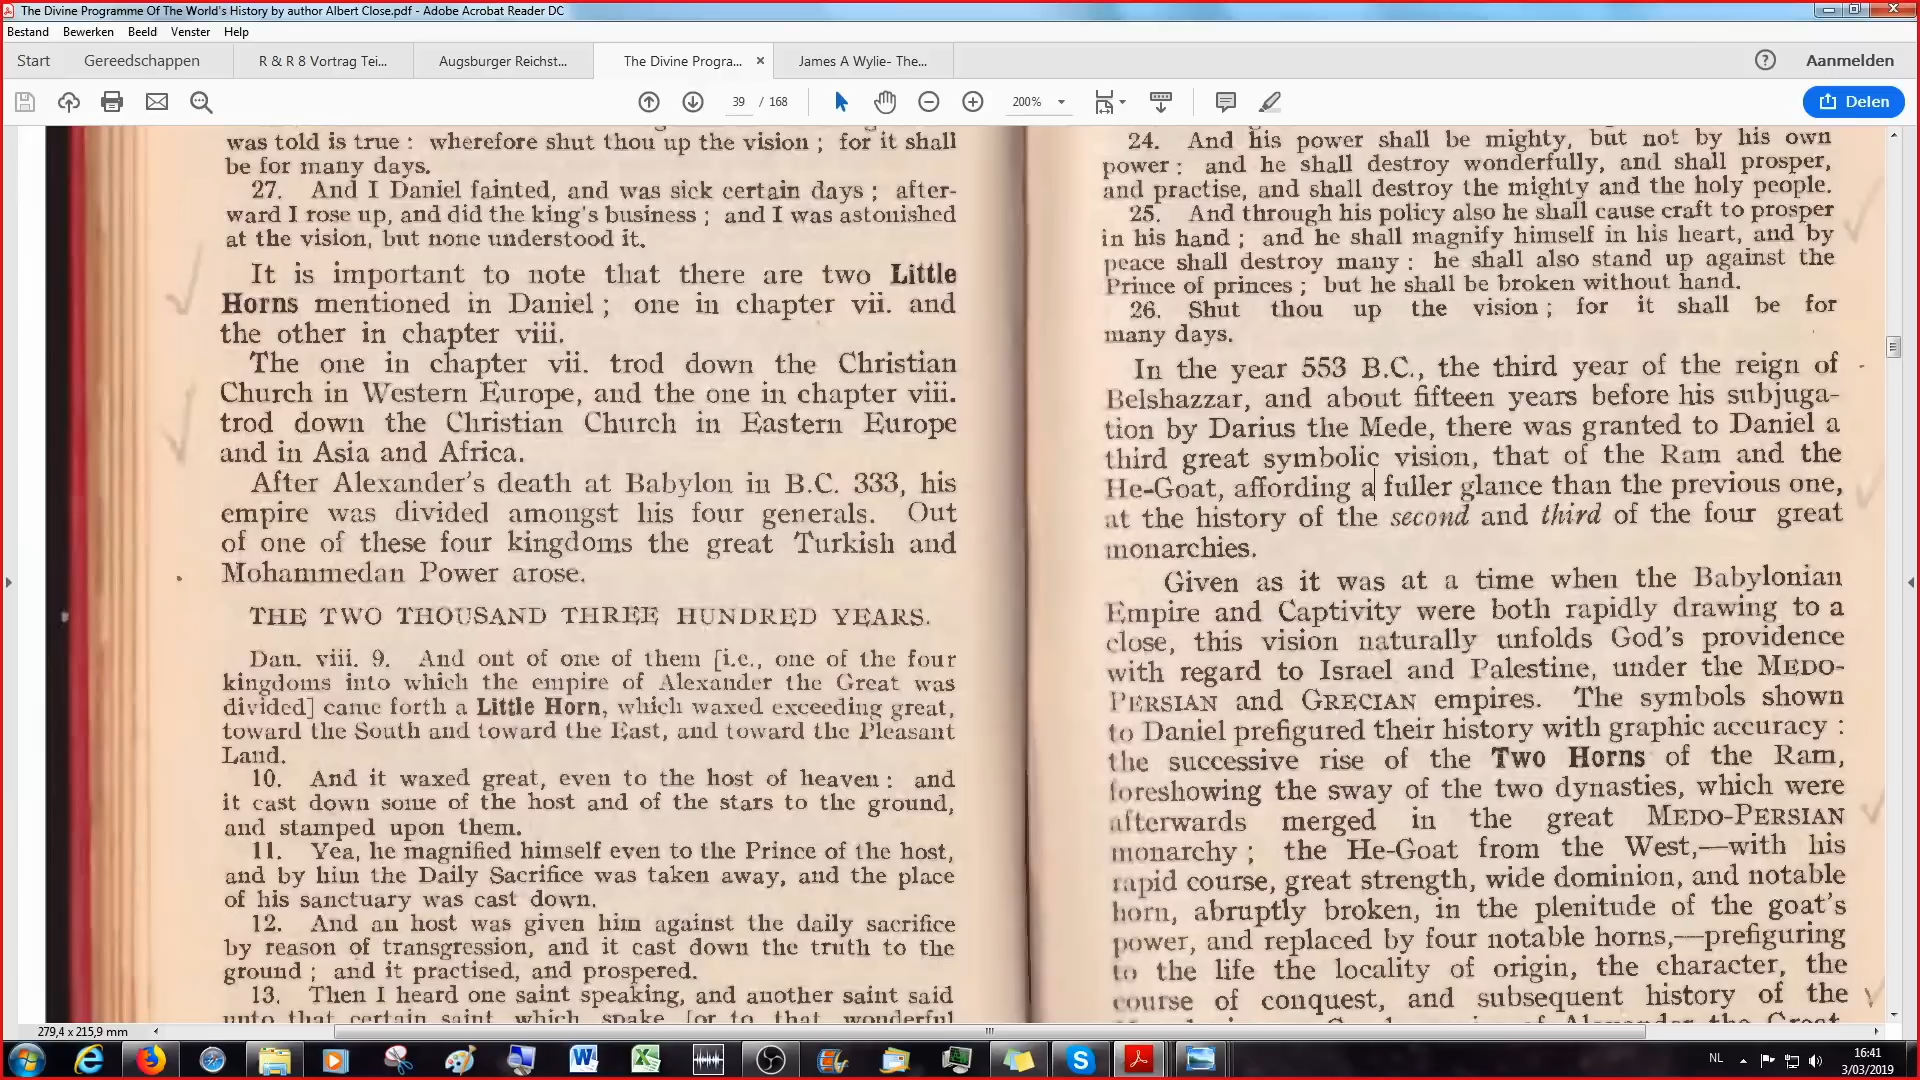 The Divine Programme Of The World's History by author Albert Close.pdf - Adobe Acrobat Reader DC
Bestand Bewerken Beeld Venster Help
Start Gereedschappen R & R 8 Vortrag Tei... Augsburger Reichst... The Divine Progra... James A Wylie- The... Aanmelden
39 / 168 200% Delen
was told is true : wherefore shut thou up the vision ; for it shall
be for many days.
27. And I Daniel fainted, and was sick certain days ; after-
ward I rose up, and did the king's business ; and I was astonished
at the vision, but none understood it.
It is important to note that there are two Little
Horns mentioned in Daniel ; one in chapter vii. and
the other in chapter viii.
The one in chapter vii. trod down the Christian
Church in Western Europe, and the one in chapter viii.
trod down the Christian Church in Eastern Europe
and in Asia and Africa.
After Alexander's death at Babylon in B.C. 333, his
empire was divided amongst his four generals. Out
of one of these four kingdoms the great Turkish and
Mohammedan Power arose.
THE TWO THOUSAND THREE HUNDRED YEARS.
Dan. viii. 9. And out of one of them [i.e., one of the four
kingdoms into which the empire of Alexander the Great was
divided] came forth a Little Horn, which waxed exceeding great,
toward the South and toward the East, and toward the Pleasant
Land.
10. And it waxed great, even to the host of heaven : and
it cast down some of the host and of the stars to the ground,
and stamped upon them.
11. Yea, he magnified himself even to the Prince of the host,
and by him the Daily Sacrifice was taken away, and the place
of his sanctuary was cast down.
12. And an host was given him against the daily sacrifice
by reason of transgression, and it cast down the truth to the
ground ; and it practised, and prospered.
13. Then I heard one saint speaking, and another saint said
unto that certain saint which spake [or to that wonderful
24. And his power shall be mighty, but not by his own
power : and he shall destroy wonderfully, and shall prosper,
and practise, and shall destroy the mighty and the holy people.
25. And through his policy also he shall cause craft to prosper
in his hand ; and he shall magnify himself in his heart, and by
peace shall destroy many : he shall also stand up against the
Prince of princes ; but he shall be broken without hand.
26. Shut thou up the vision ; for it shall be for
many days.
In the year 553 B.C., the third year of the reign of
Belshazzar, and about fifteen years before his subjuga-
tion by Darius the Mede, there was granted to Daniel a
third great symbolic vision, that of the Ram and the
He-Goat, affording a fuller glance than the previous one,
at the history of the second and third of the four great
monarchies.
Given as it was at a time when the Babylonian
Empire and Captivity were both rapidly drawing to a
close, this vision naturally unfolds God's providence
with regard to Israel and Palestine, under the MEDO-
PERSIAN and GRECIAN empires. The symbols shown
to Daniel prefigured their history with graphic accuracy :
the successive rise of the Two Horns of the Ram,
foreshowing the sway of the two dynasties, which were
afterwards merged in the great MEDO-PERSIAN
monarchy ; the He-Goat from the West,—with his
rapid course, great strength, wide dominion, and notable
horn, abruptly broken, in the plenitude of the goat's
power, and replaced by four notable horns,—prefiguring
to the life the locality of origin, the character, the
course of conquest, and subsequent history of the
Alexander the Great
279,4 x 215,9 mm
NL
16:41
3/03/2019